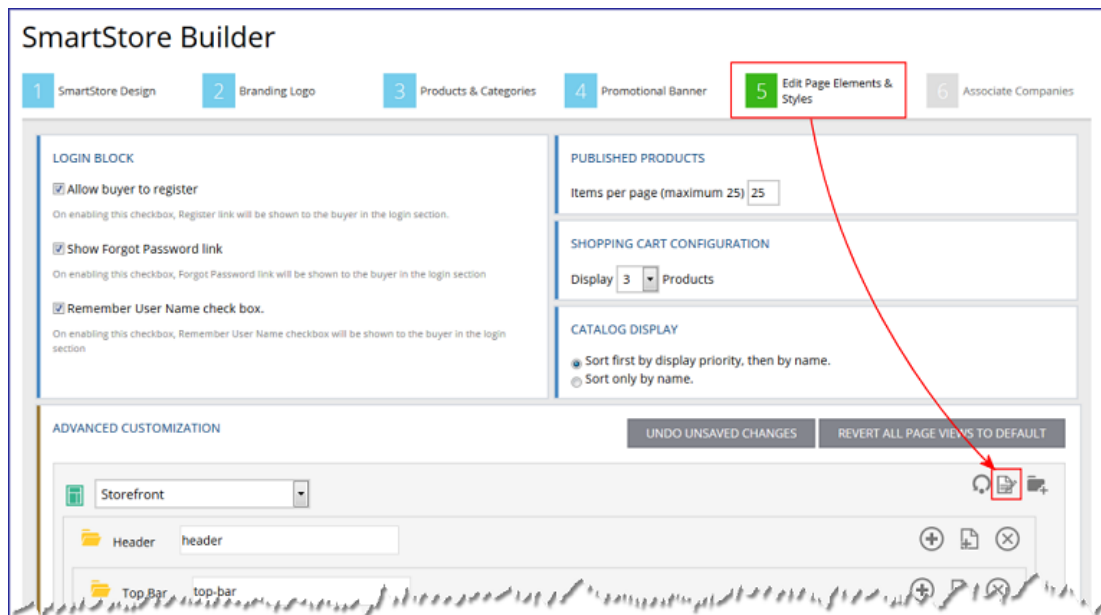 SmartStore Builder
1 SmartStore Design
2 Branding Logo
3 Products & Categories
4 Promotional Banner
5 Edit Page Elements &
Styles
6 Associate Companies
LOGIN BLOCK
Allow buyer to register
On enabling this checkbox, Register link will be shown to the buyer in the login section.
Show Forgot Password link
On enabling this checkbox, Forgot Password link will be shown to the buyer in the login section
Remember User Name check box.
On enabling this checkbox, Remember User Name checkbox will be shown to the buyer in the login
section
PUBLISHED PRODUCTS
Items per page (maximum 25) 25
SHOPPING CART CONFIGURATION
Display 3 Products
CATALOG DISPLAY
Sort first by display priority, then by name.
Sort only by name.
ADVANCED CUSTOMIZATION
UNDO UNSAVED CHANGES
REVERT ALL PAGE VIEWS TO DEFAULT
Storefront
Header header
Top Bar top-bar